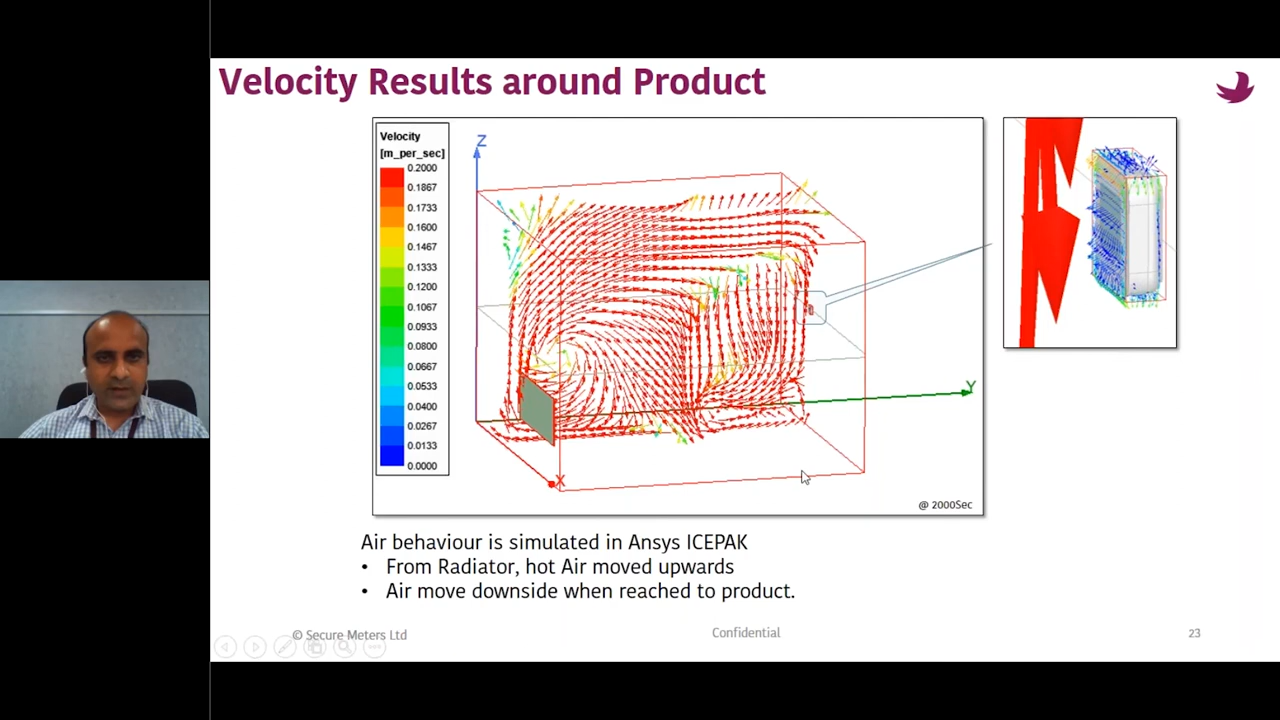 Velocity Results around Product
Velocity
[m_per_sec]
0.2000
0.1867
0.1733
0.1600
0.1467
0.1333
0.1200
0.1067
0.0933
0.0800
0.0667
0.0533
0.0400
0.0267
0.0133
0.0000
Z
Y
X
@ 2000Sec
Air behaviour is simulated in Ansys ICEPAK
• From Radiator, hot Air moved upwards
• Air move downside when reached to product.
© Secure Meters Ltd
Confidential
23